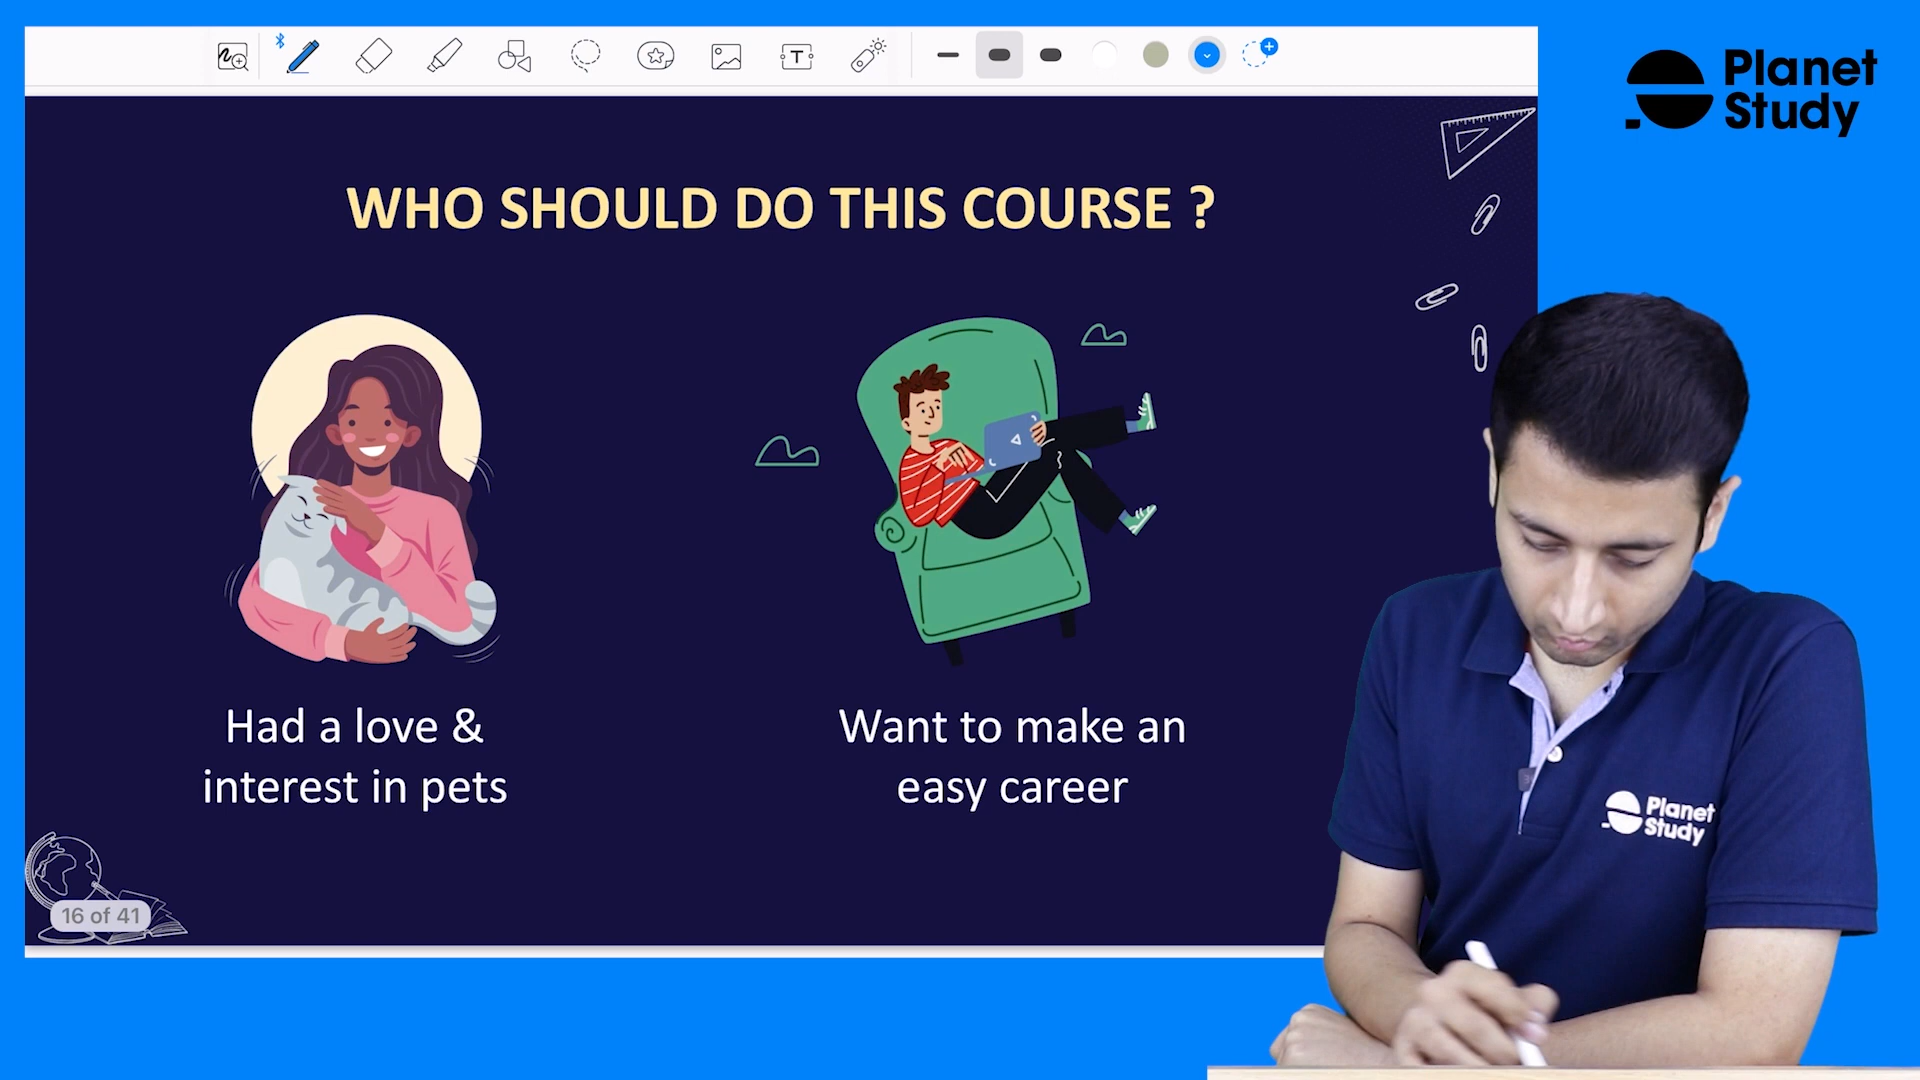 Planet
Study
WHO SHOULD DO THIS COURSE ?
Had a love &
interest in pets
Want to make an
easy career
16 of 41
Planet
Study